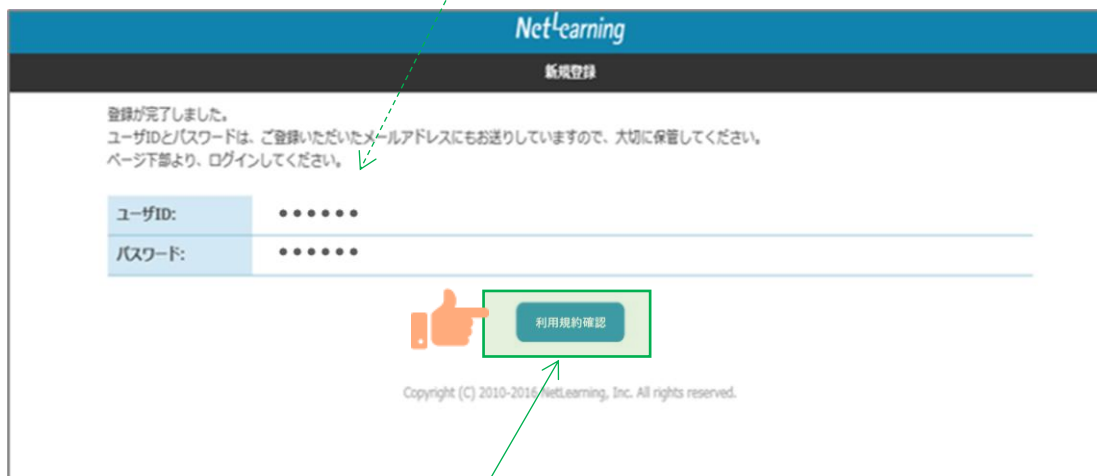 NetLearning
新規登録
登録が完了しました。
ユーザIDとパスワードは、ご登録いただいたメールアドレスにもお送りしていますので、大切に保管してください。
ページ下部より、ログインしてください。
ユーザID: ●●●●●●
パスワード: ●●●●●●
利用規約確認
Copyright (C) 2010-2016 NetLearning, Inc. All rights reserved.